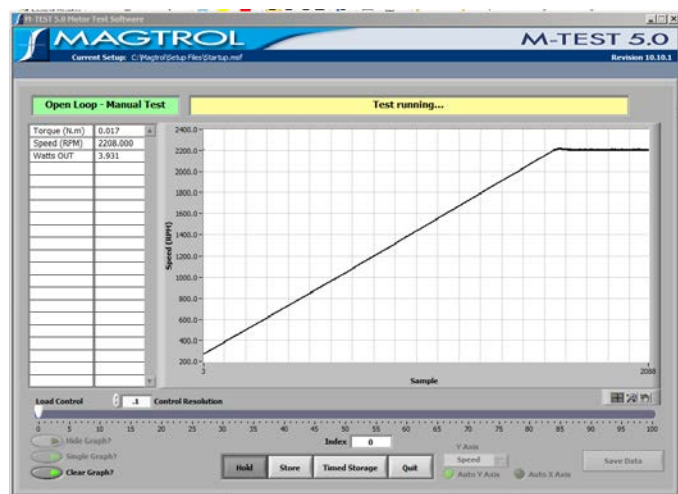 M-TEST 5.0 Motor Test Software
MAGTROL
M-TEST 5.0
Current Setup: C:\Magtrol\Setup Files\Startup.msf
Revision 10.10.1
Open Loop - Manual Test
Test running...
Torque (N.m) 0.017
Speed (RPM) 2208.000
Watts OUT 3.931
2400.0
2200.0
2000.0
1800.0
1600.0
1400.0
1200.0
1000.0
800.0
600.0
400.0
200.0
Speed (RPM)
3
2088
Sample
Load Control .1 Control Resolution
0 5 10 15 20 25 30 35 40 45 50 55 60 65 70 75 80 85 90 95 100
Hide Graph?
Single Graph?
Clear Graph?
Index 0
Hold Store Timed Storage Quit
Y Axis
Speed
Auto Y Axis Auto X Axis
Save Data